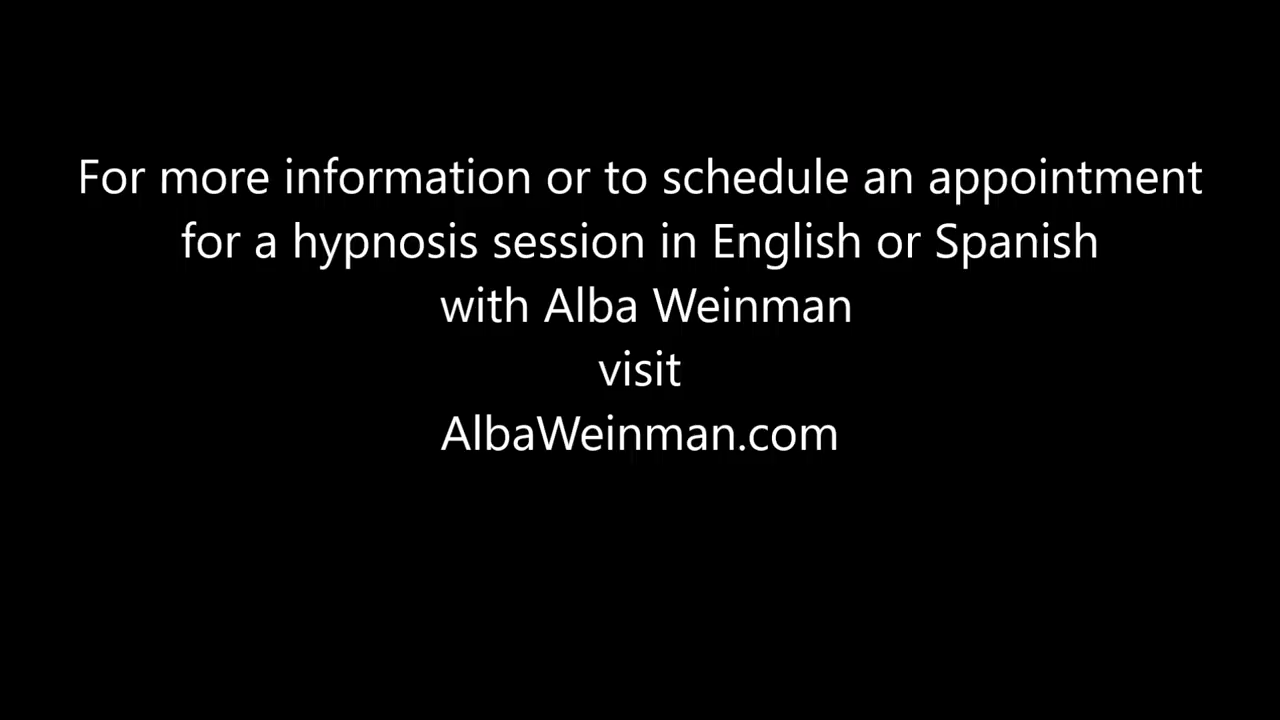 For more information or to schedule an appointment
for a hypnosis session in English or Spanish
with Alba Weinman
visit
AlbaWeinman.com